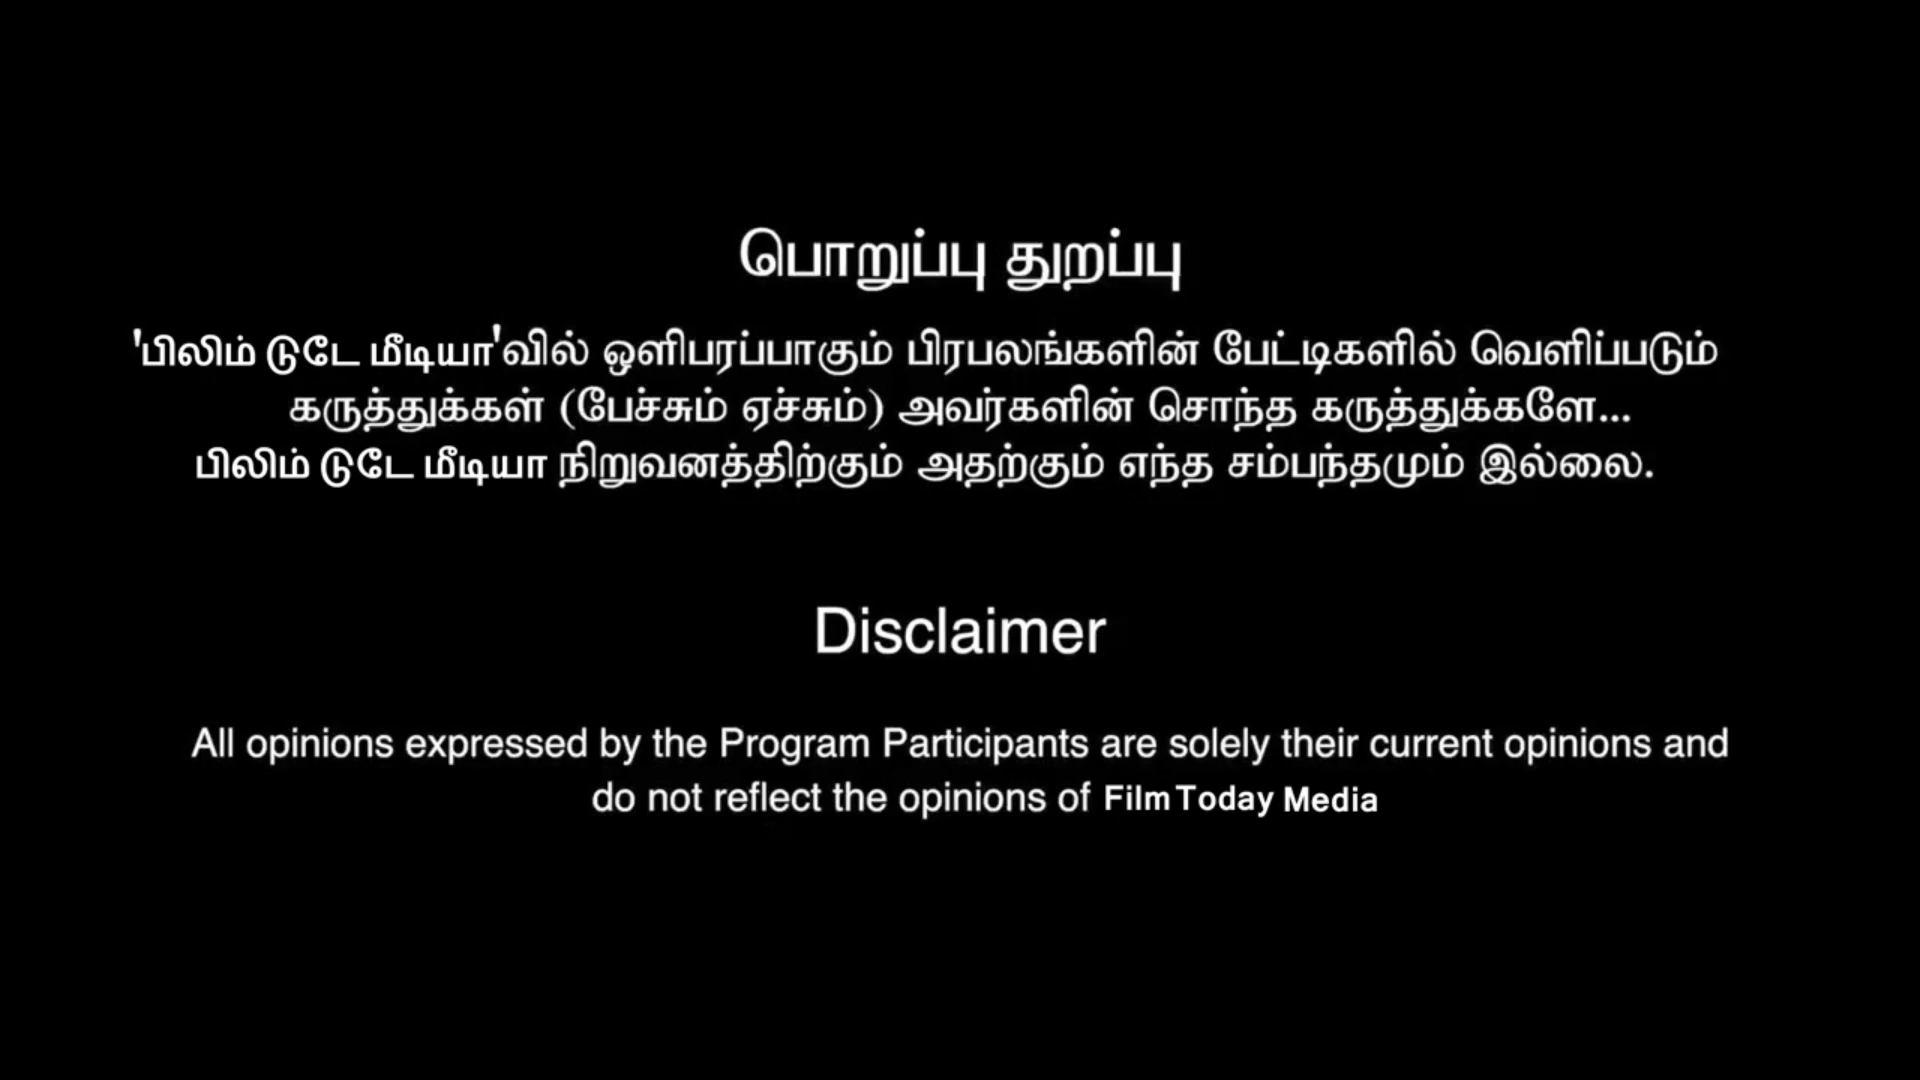 பொறுப்பு துறப்பு
'பிலிம் டுடே மீடியா'வில் ஒளிபரப்பாகும் பிரபலங்களின் பேட்டிகளில் வெளிப்படும்
கருத்துக்கள் (பேச்சும் ஏச்சும்) அவர்களின் சொந்த கருத்துக்களே...
பிலிம் டுடே மீடியா நிறுவனத்திற்கும் அதற்கும் எந்த சம்பந்தமும் இல்லை.
Disclaimer
All opinions expressed by the Program Participants are solely their current opinions and
do not reflect the opinions of Film Today Media